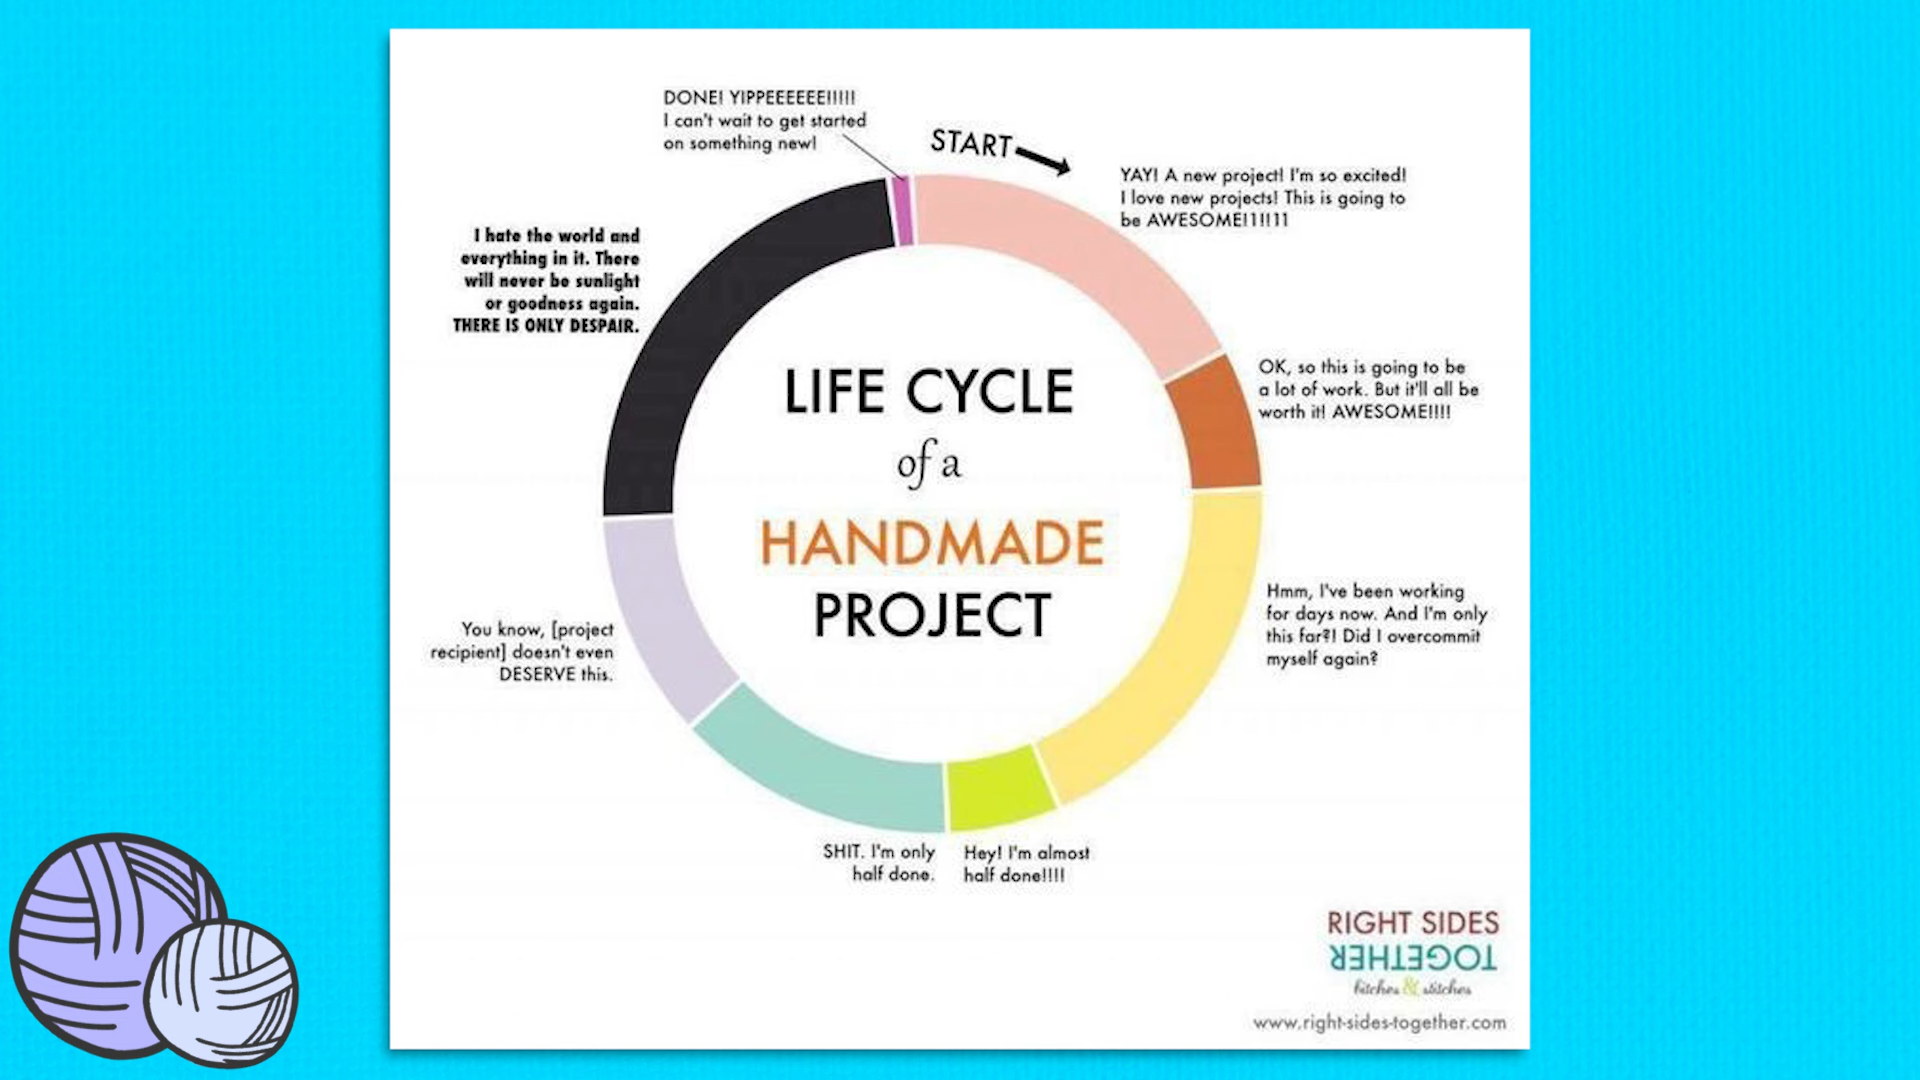 DONE! YIPPEEEEEE!!!!!
I can't wait to get started
on something new!
START
YAY! A new project! I'm so excited!
I love new projects! This is going to
be AWESOME!1!!11
OK, so this is going to be
a lot of work. But it'll all be
worth it! AWESOME!!!!
Hmm, I've been working
for days now. And I'm only
this far?! Did I overcommit
myself again?
Hey! I'm almost
half done!!!!
SHIT. I'm only
half done.
You know, [project
recipient] doesn't even
DESERVE this.
I hate the world and
everything in it. There
will never be sunlight
or goodness again.
THERE IS ONLY DESPAIR.
LIFE CYCLE
of a
HANDMADE
PROJECT
RIGHT SIDES
TOGETHER
bitches & stitches
www.right-sides-together.com